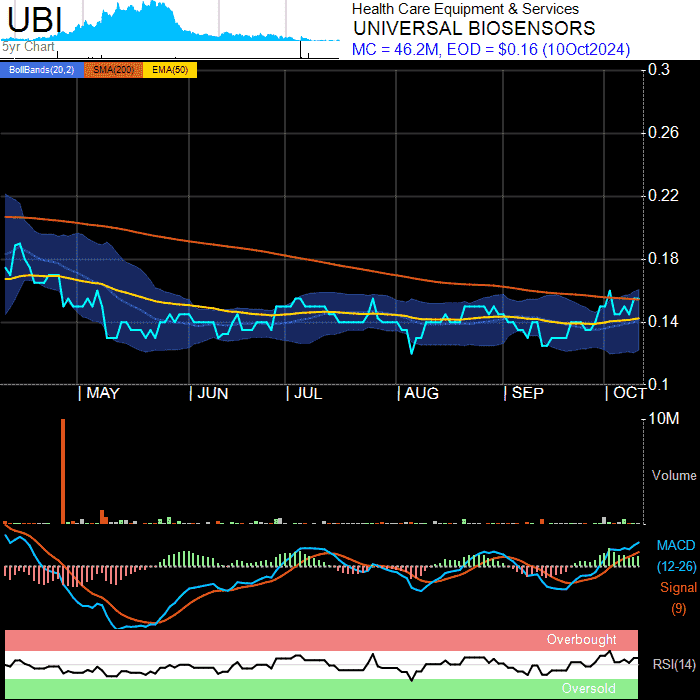 UBI
5yr Chart
Health Care Equipment & Services
UNIVERSAL BIOSENSORS
MC = 46.2M, EOD = $0.16 (10Oct2024)
BollBands(20,2) SMA(200) EMA(50)
0.3
0.26
0.22
0.18
0.14
0.1
MAY JUN JUL AUG SEP OCT
10M
Volume
MACD
(12-26)
Signal
(9)
Overbought
RSI(14)
Oversold